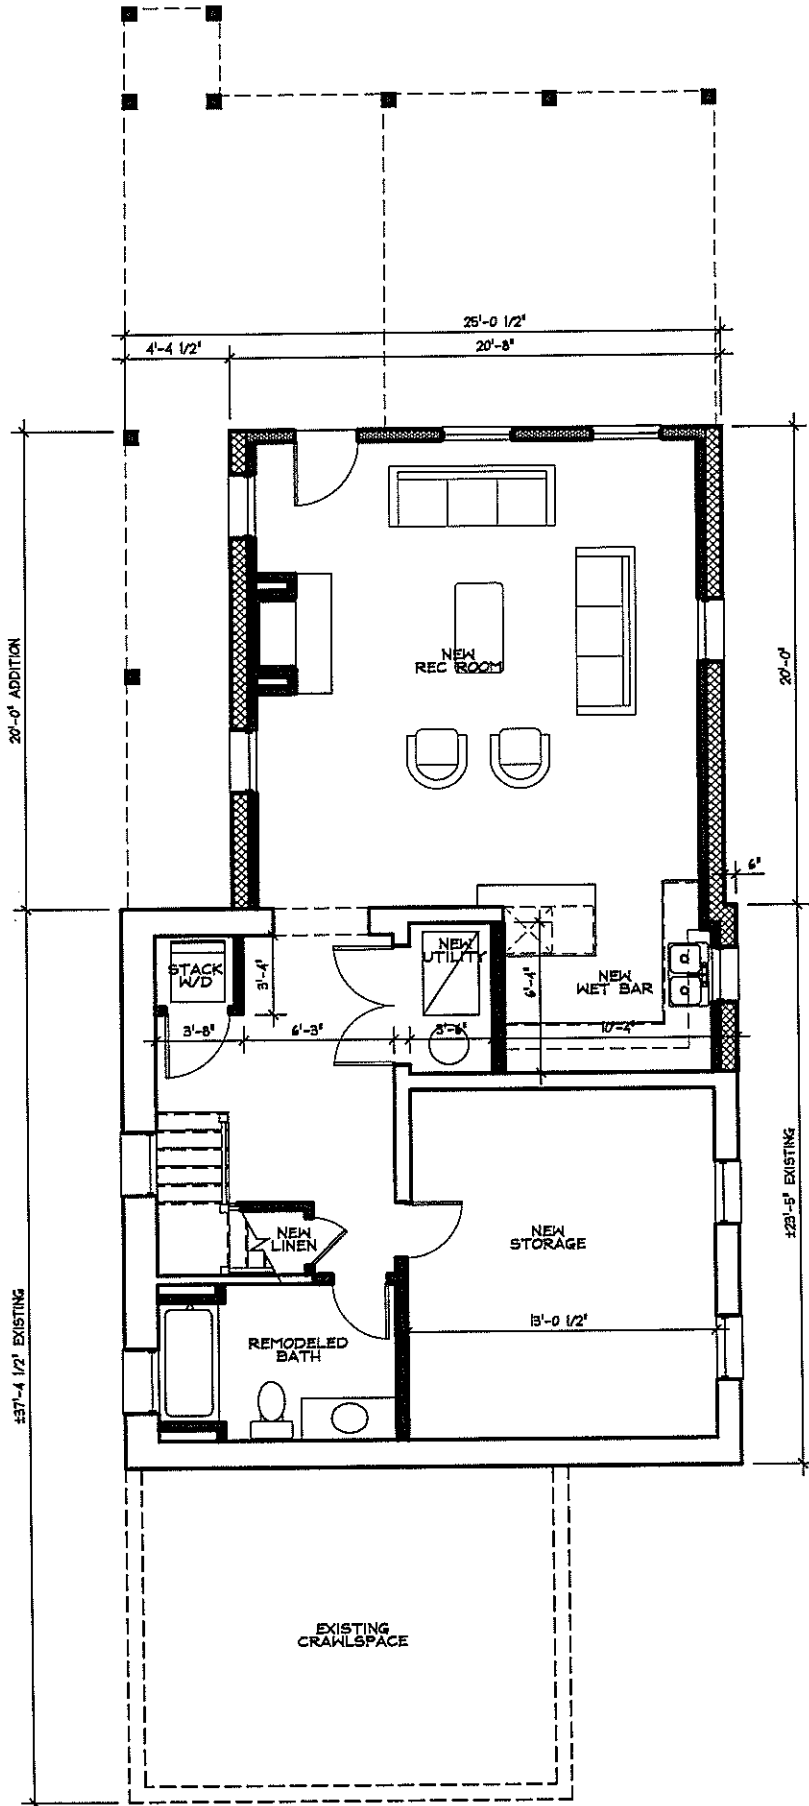 25'-0 1/2"
4'-4 1/2"
20'-8"
20'-0" ADDITION
20'-0"
NEW
REC ROOM
6"
STACK
W/D
3'-4"
NEW
UTILITY
6'-4"
NEW
WET BAR
3'-8"
6'-3"
3'-6"
10'-4"
±23'-5" EXISTING
NEW
LINEN
NEW
STORAGE
13'-0 1/2"
REMODELED
BATH
±37'-4 1/2" EXISTING
EXISTING
CRAWLSPACE